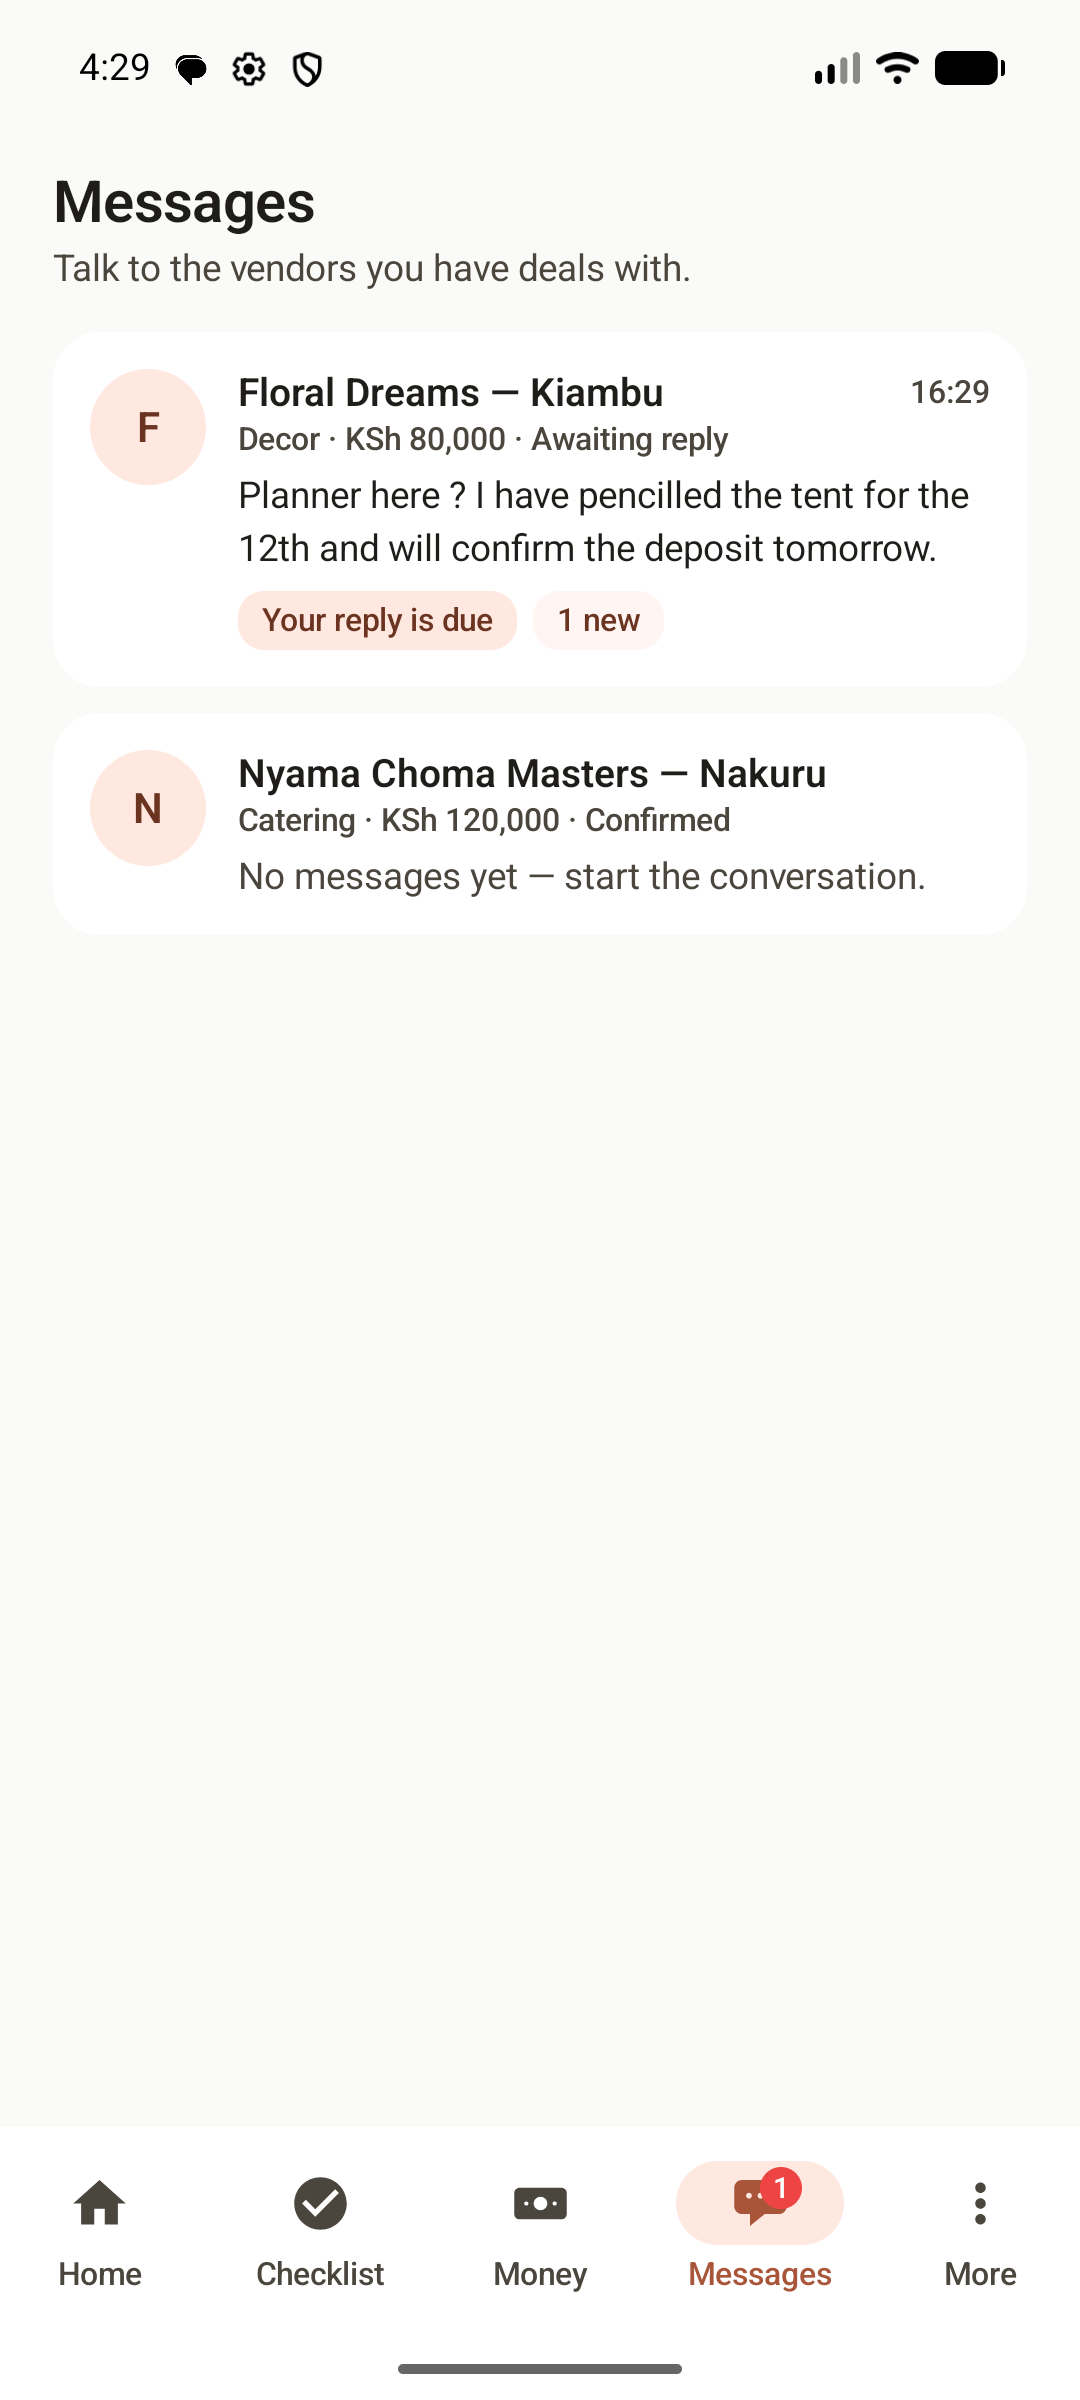 4:29
Messages
Talk to the vendors you have deals with.
F
Floral Dreams — Kiambu
16:29
Decor · KSh 80,000 · Awaiting reply
Planner here ? I have pencilled the tent for the
12th and will confirm the deposit tomorrow.
Your reply is due
1 new
N
Nyama Choma Masters — Nakuru
Catering · KSh 120,000 · Confirmed
No messages yet — start the conversation.
1
Home
Checklist
Money
Messages
More